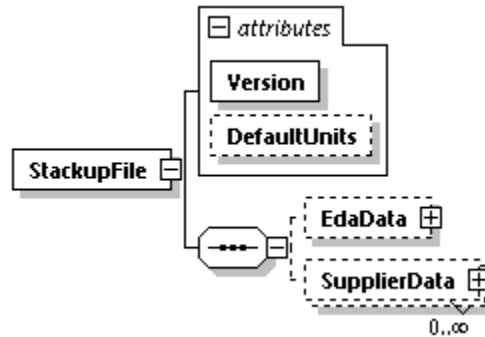 attributes
Version
DefaultUnits
StackupFile
EdaData
SupplierData
0..∞